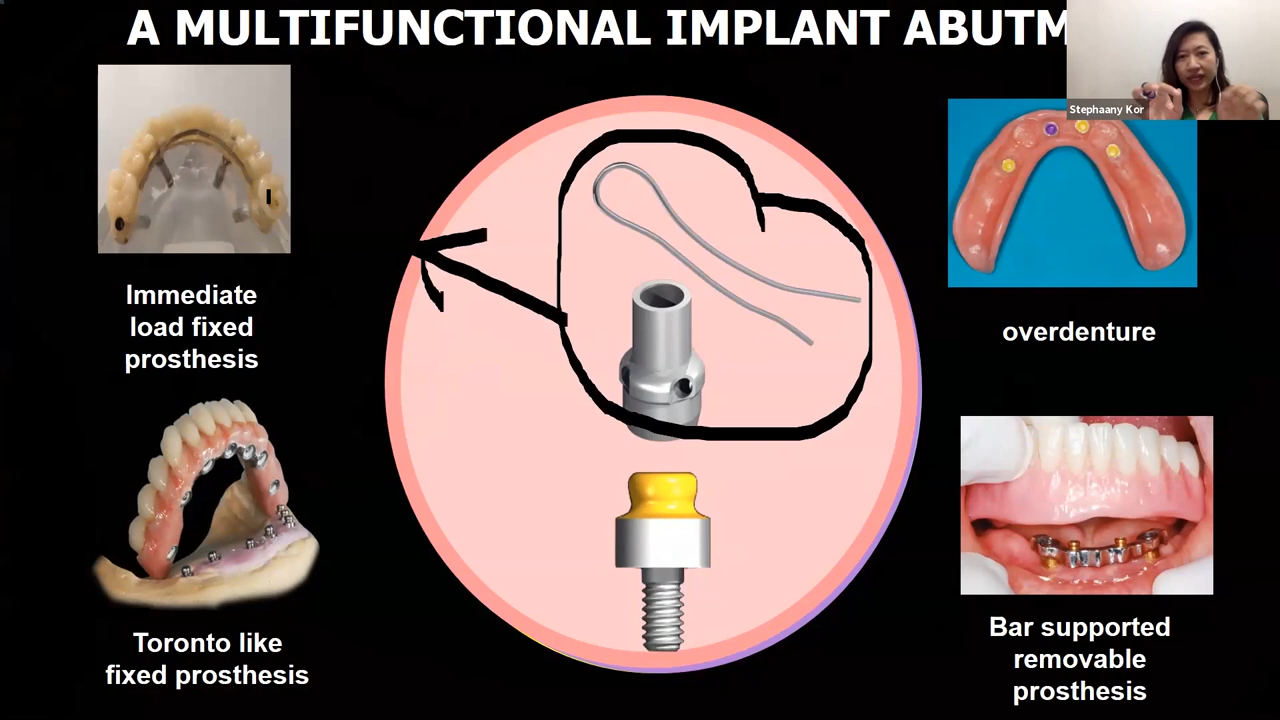 A MULTIFUNCTIONAL IMPLANT ABUTM
Stephaany Kor
Immediate
load fixed
prosthesis
overdenture
Toronto like
fixed prosthesis
Bar supported
removable
prosthesis